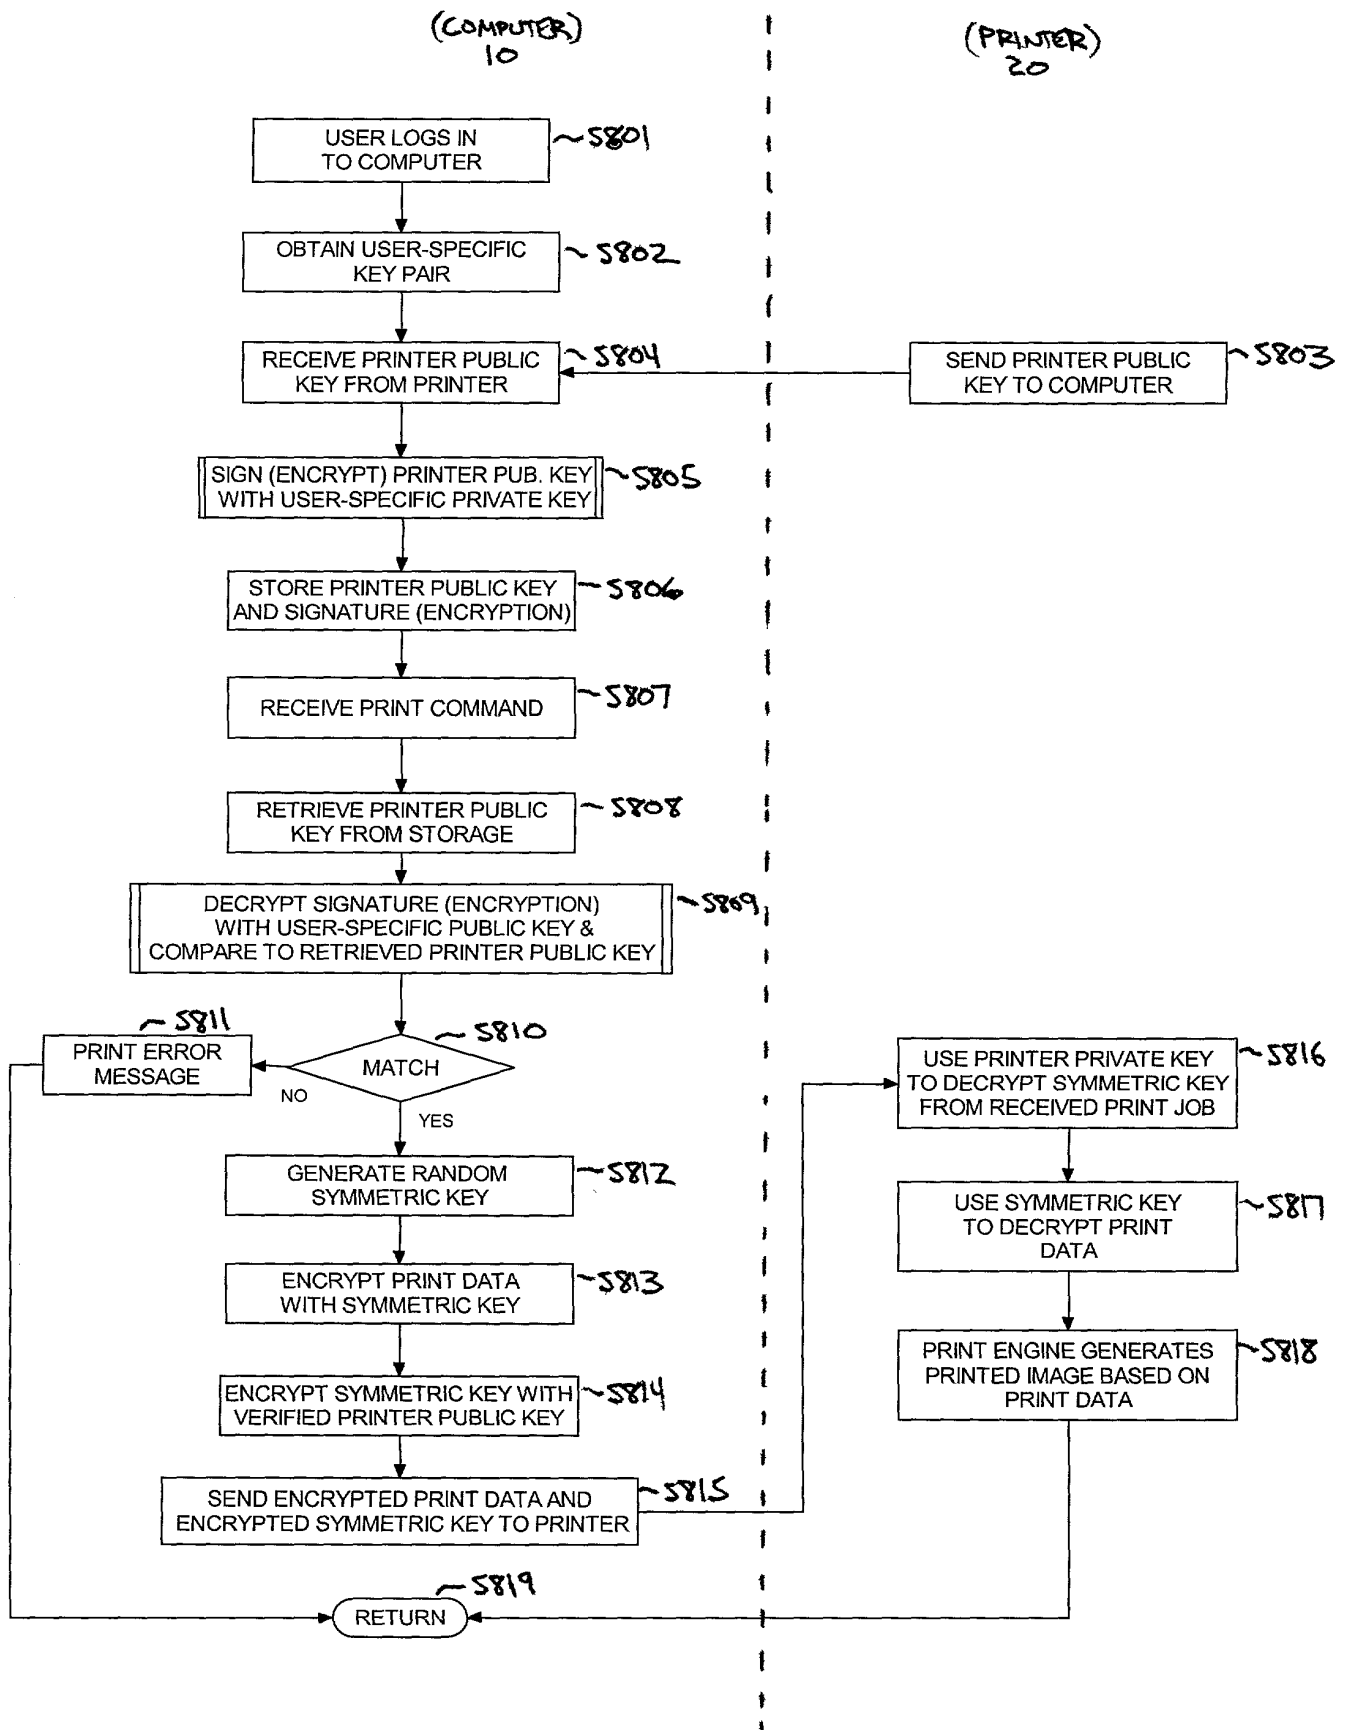 (COMPUTER)
10
(PRINTER)
20
USER LOGS IN
TO COMPUTER
S801
OBTAIN USER-SPECIFIC
KEY PAIR
S802
RECEIVE PRINTER PUBLIC
KEY FROM PRINTER
S804
SEND PRINTER PUBLIC
KEY TO COMPUTER
S803
SIGN (ENCRYPT) PRINTER PUB. KEY
WITH USER-SPECIFIC PRIVATE KEY
S805
STORE PRINTER PUBLIC KEY
AND SIGNATURE (ENCRYPTION)
S806
RECEIVE PRINT COMMAND
S807
RETRIEVE PRINTER PUBLIC
KEY FROM STORAGE
S808
DECRYPT SIGNATURE (ENCRYPTION)
WITH USER-SPECIFIC PUBLIC KEY &
COMPARE TO RETRIEVED PRINTER PUBLIC KEY
S809
MATCH
S810
NO
YES
PRINT ERROR
MESSAGE
S811
GENERATE RANDOM
SYMMETRIC KEY
S812
ENCRYPT PRINT DATA
WITH SYMMETRIC KEY
S813
ENCRYPT SYMMETRIC KEY WITH
VERIFIED PRINTER PUBLIC KEY
S814
SEND ENCRYPTED PRINT DATA AND
ENCRYPTED SYMMETRIC KEY TO PRINTER
S815
USE PRINTER PRIVATE KEY
TO DECRYPT SYMMETRIC KEY
FROM RECEIVED PRINT JOB
S816
USE SYMMETRIC KEY
TO DECRYPT PRINT
DATA
S817
PRINT ENGINE GENERATES
PRINTED IMAGE BASED ON
PRINT DATA
S818
RETURN
S819